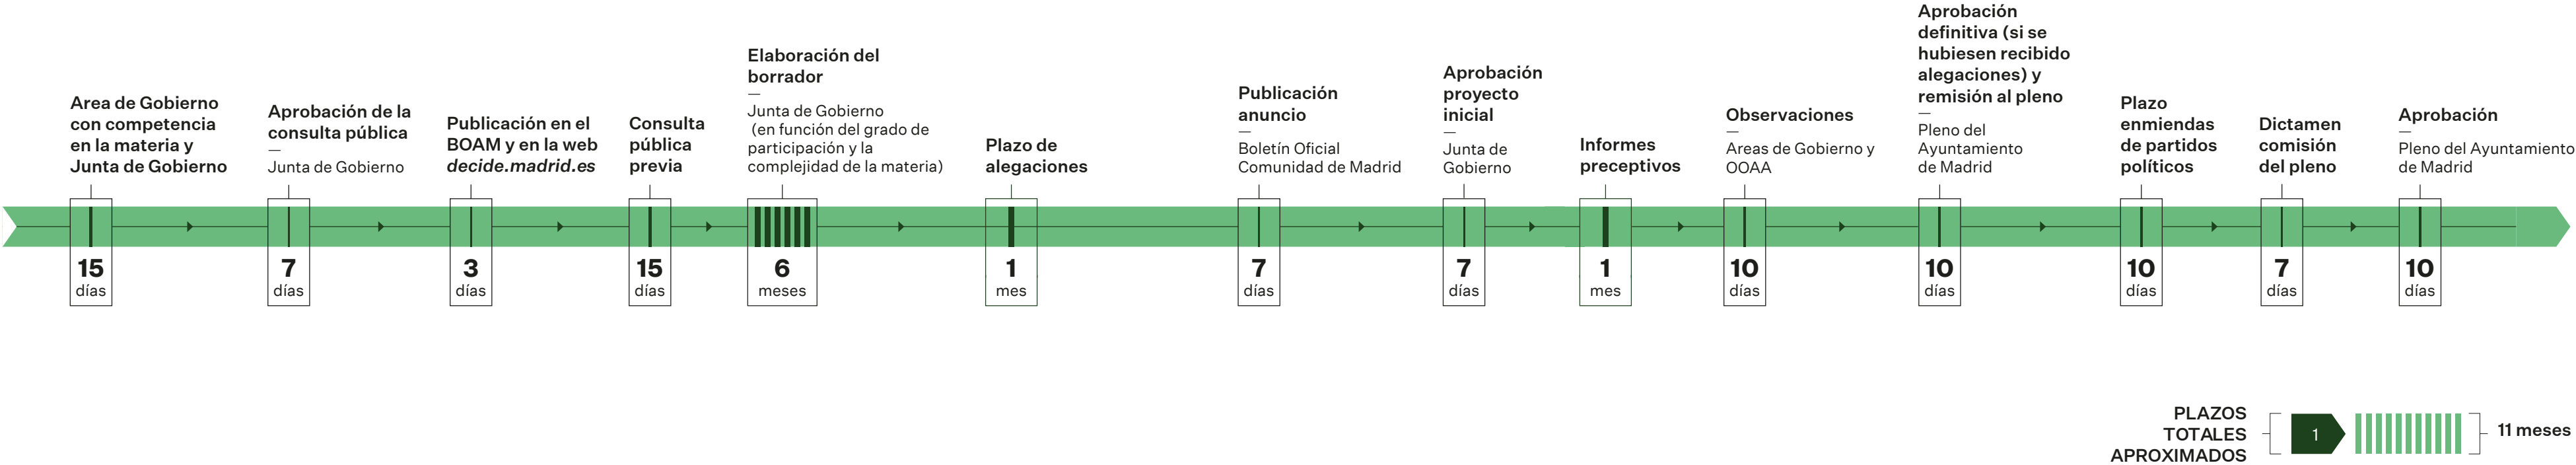 Area de Gobierno
con competencia
en la materia y
Junta de Gobierno
15
días
Aprobación de la
consulta pública
—
Junta de Gobierno
7
días
Publicación en el
BOAM y en la web
decide.madrid.es
3
días
Consulta
pública
previa
15
días
Elaboración del
borrador
—
Junta de Gobierno
(en función del grado de
participación y la
complejidad de la materia)
6
meses
Plazo de
alegaciones
1
mes
Publicación
anuncio
—
Boletín Oficial
Comunidad de Madrid
7
días
Aprobación
proyecto
inicial
—
Junta de
Gobierno
7
días
Informes
preceptivos
1
mes
Observaciones
—
Areas de Gobierno y
OOAA
10
días
Aprobación
definitiva (si se
hubiesen recibido
alegaciones) y
remisión al pleno
—
Pleno del
Ayuntamiento
de Madrid
10
días
Plazo
enmiendas
de partidos
políticos
10
días
Dictamen
comisión
del pleno
7
días
Aprobación
—
Pleno del Ayuntamiento
de Madrid
10
días
PLAZOS
TOTALES
APROXIMADOS
1
11 meses